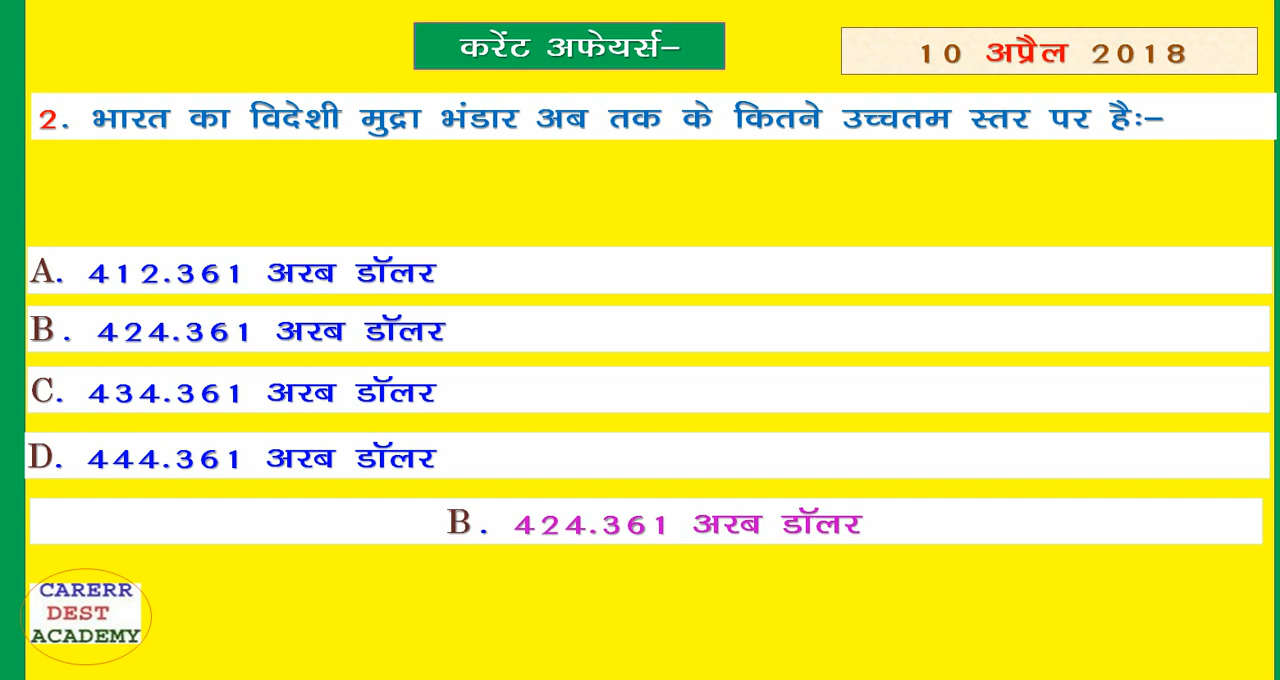 करेंट अफेयर्स–
10 अप्रैल 2018
2. भारत का विदेशी मुद्रा भंडार अब तक के कितने उच्चतम स्तर पर हैः–
A. 412.361 अरब डॉलर
B. 424.361 अरब डॉलर
C. 434.361 अरब डॉलर
D. 444.361 अरब डॉलर
B. 424.361 अरब डॉलर
CARERR
DEST
ACADEMY